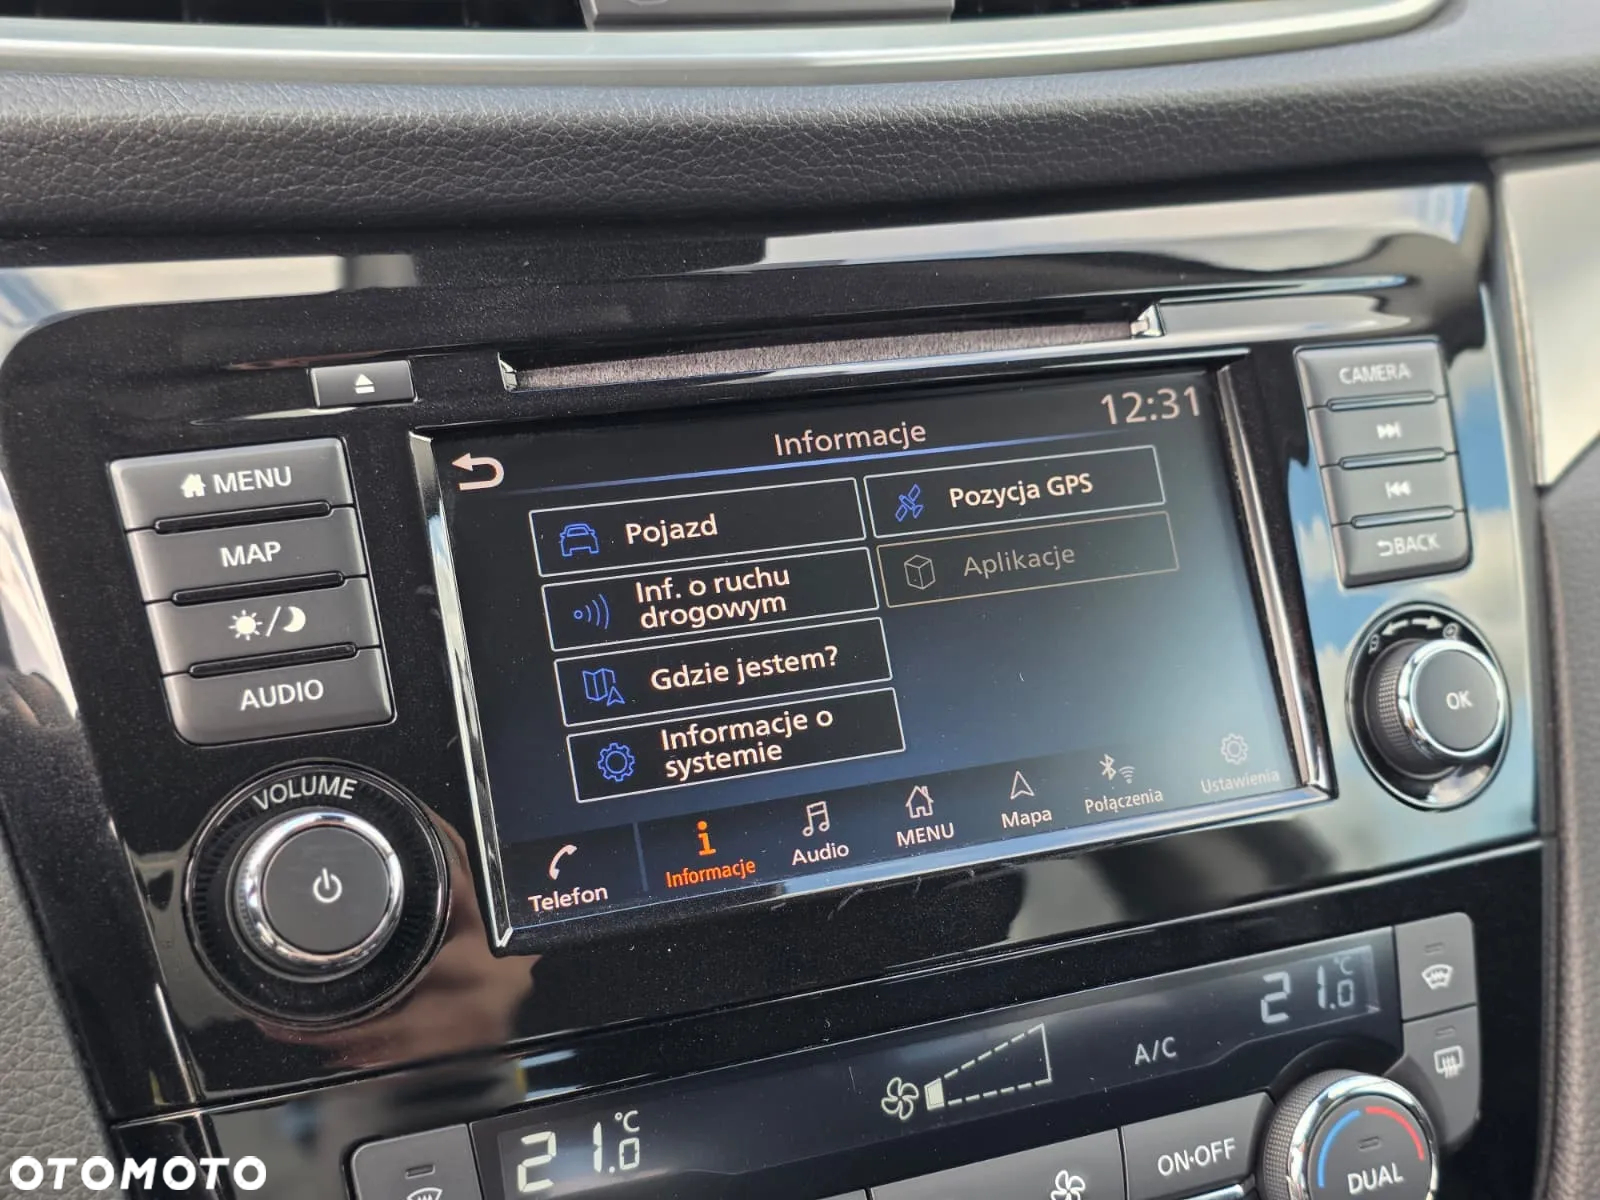 12:31
Informacje
Pojazd
Pozycja GPS
Inf. o ruchu
drogowym
Aplikacje
Gdzie jestem?
Informacje o
systemie
Telefon
Informacje
Audio
MENU
Mapa
Połączenia
Ustawienia
MENU
MAP
AUDIO
VOLUME
CAMERA
BACK
OK
21.0 °C
A/C
21.0 °C
ON·OFF
DUAL
OTOMOTO